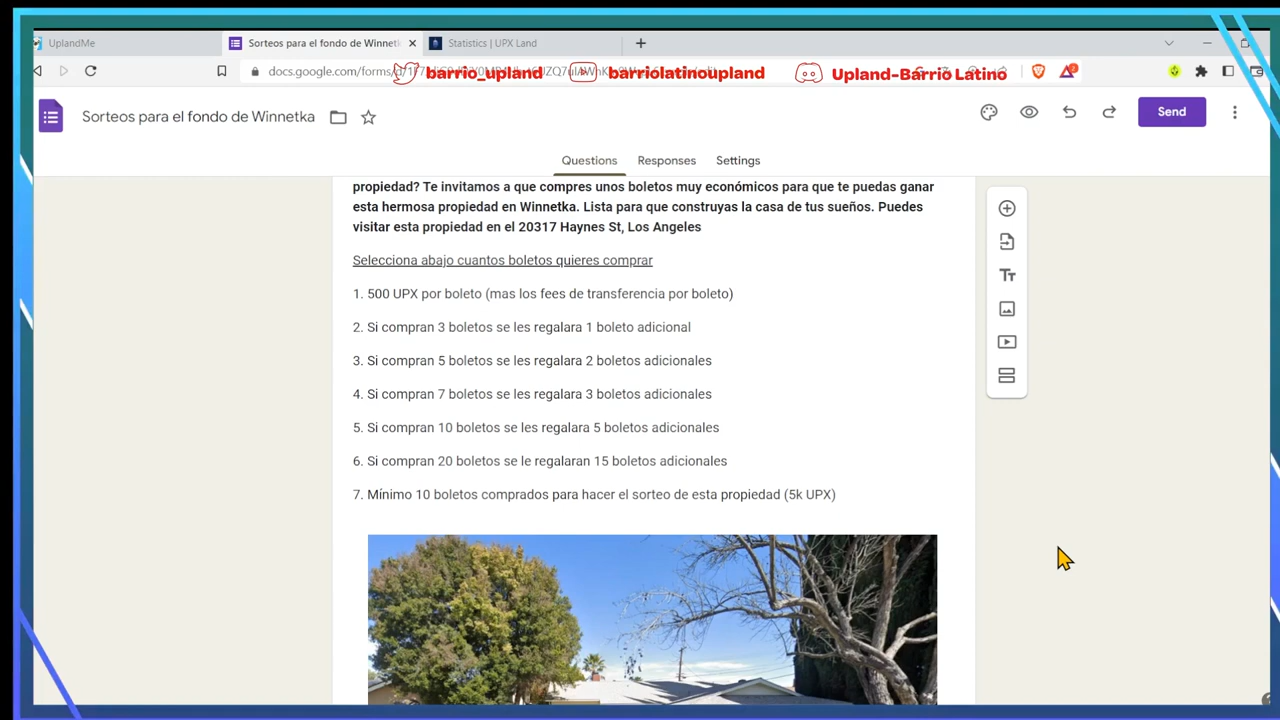 UplandMe
Sorteos para el fondo de Winnetk
Statistics | UPX Land
docs.google.com/forms/
barrio_upland
barriolatinoupland
Upland-Barrio Latino
Sorteos para el fondo de Winnetka
Send
Questions
Responses
Settings
propiedad? Te invitamos a que compres unos boletos muy económicos para que te puedas ganar
esta hermosa propiedad en Winnetka. Lista para que construyas la casa de tus sueños. Puedes
visitar esta propiedad en el 20317 Haynes St, Los Angeles
Selecciona abajo cuantos boletos quieres comprar
1. 500 UPX por boleto (mas los fees de transferencia por boleto)
2. Si compran 3 boletos se les regalara 1 boleto adicional
3. Si compran 5 boletos se les regalara 2 boletos adicionales
4. Si compran 7 boletos se les regalara 3 boletos adicionales
5. Si compran 10 boletos se les regalara 5 boletos adicionales
6. Si compran 20 boletos se le regalaran 15 boletos adicionales
7. Mínimo 10 boletos comprados para hacer el sorteo de esta propiedad (5k UPX)
Tт